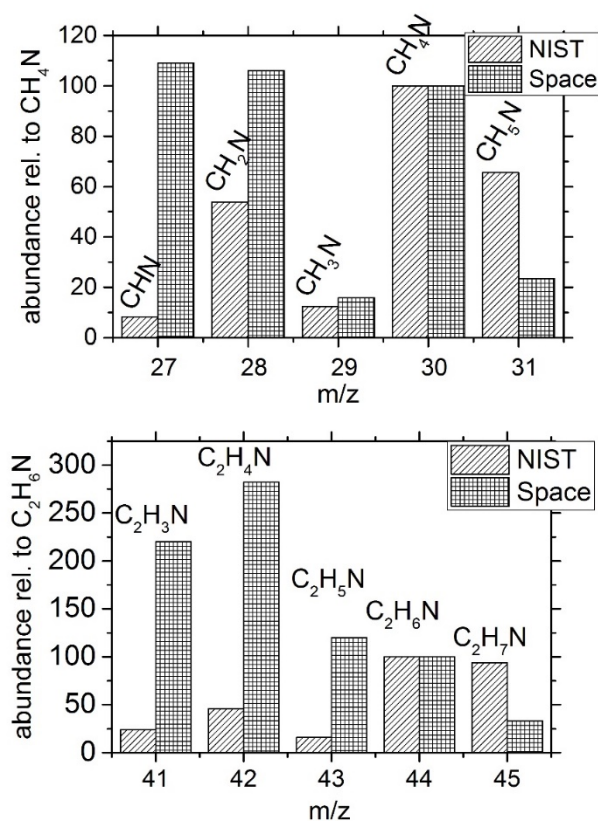 abundance rel. to CH₄N
120
100
80
60
40
20
0
CHN
CH₂N
CH₃N
CH₄N
CH₅N
NIST
Space
27 28 29 30 31
m/z
abundance rel. to C₂H₆N
300
250
200
150
100
50
0
C₂H₃N
C₂H₄N
C₂H₅N
C₂H₆N
C₂H₇N
NIST
Space
41 42 43 44 45
m/z